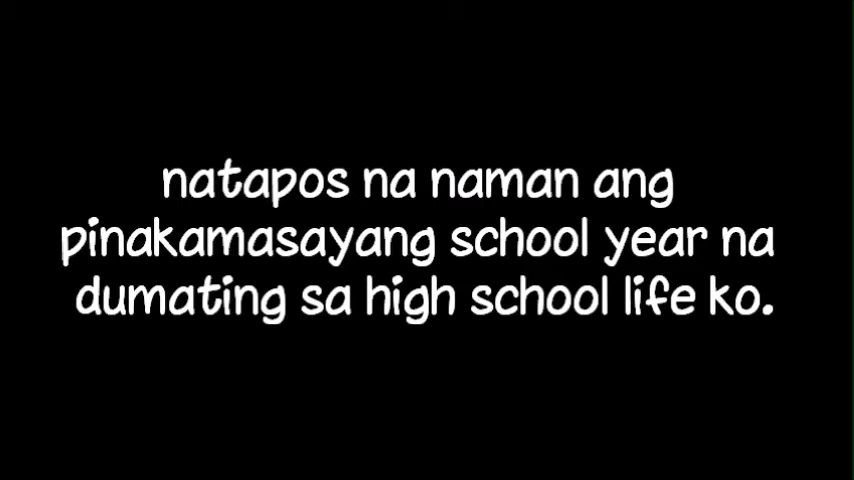 natapos na naman ang
pinakamasayang school year na
dumating sa high school life ko.